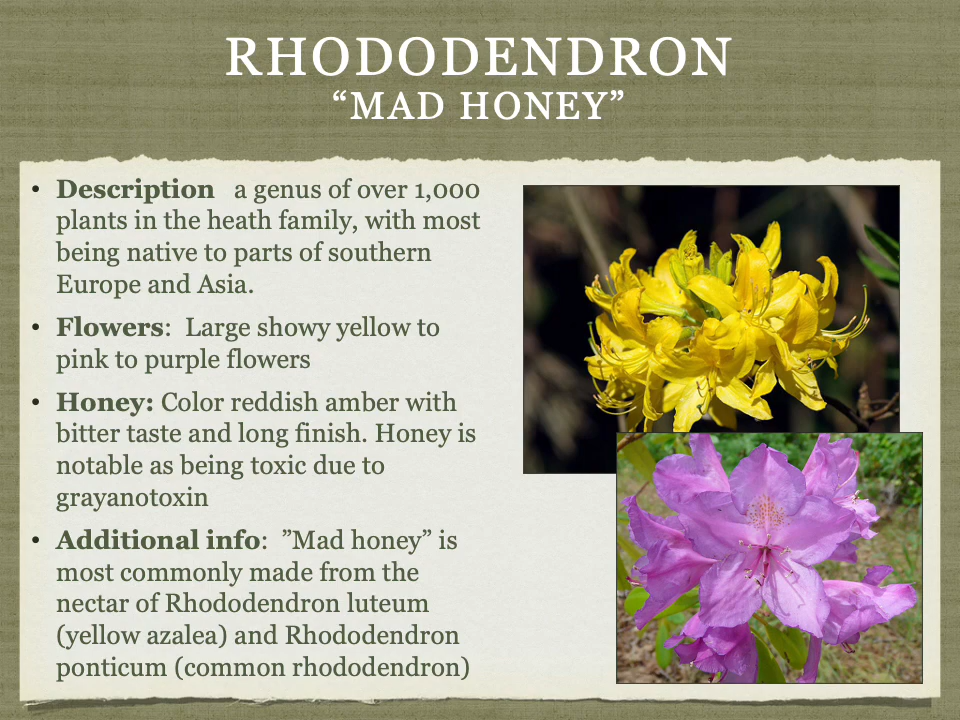 RHODODENDRON
“MAD HONEY”
• Description   a genus of over 1,000
plants in the heath family, with most
being native to parts of southern
Europe and Asia.
• Flowers:  Large showy yellow to
pink to purple flowers
• Honey: Color reddish amber with
bitter taste and long finish. Honey is
notable as being toxic due to
grayanotoxin
• Additional info:  ”Mad honey” is
most commonly made from the
nectar of Rhododendron luteum
(yellow azalea) and Rhododendron
ponticum (common rhododendron)